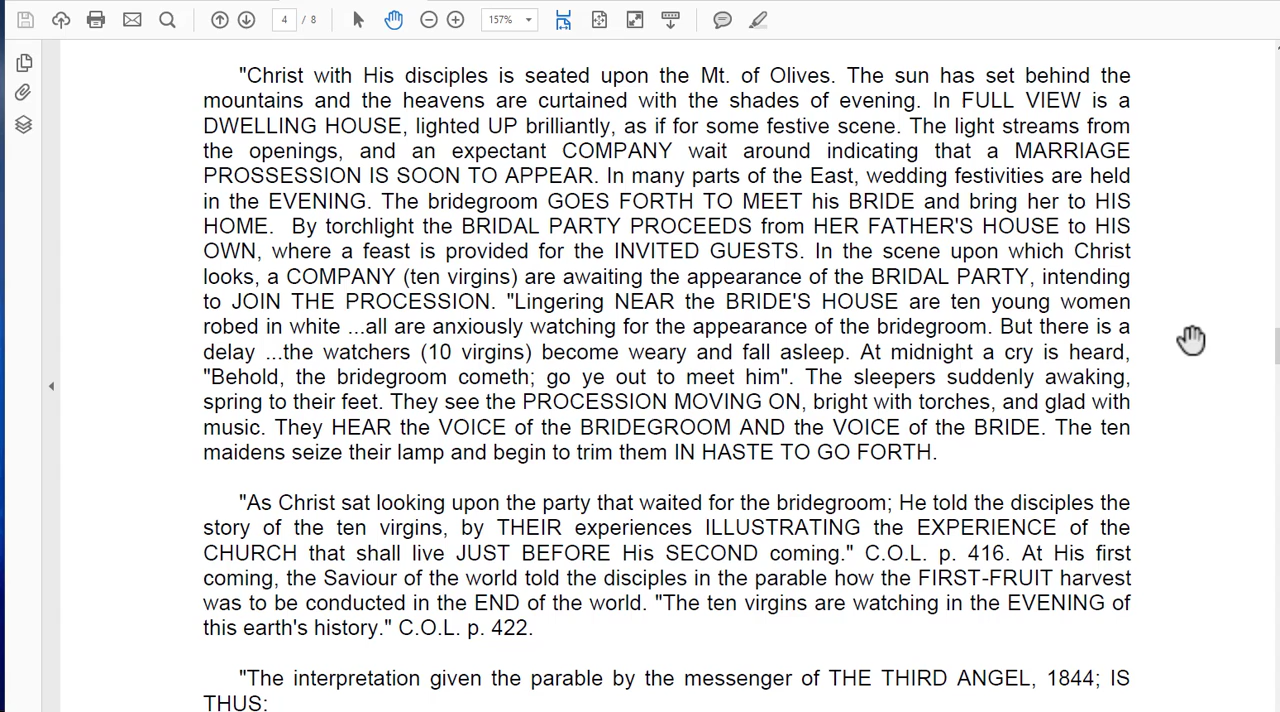 4 / 8 157%
"Christ with His disciples is seated upon the Mt. of Olives. The sun has set behind the
mountains and the heavens are curtained with the shades of evening. In FULL VIEW is a
DWELLING HOUSE, lighted UP brilliantly, as if for some festive scene. The light streams from
the openings, and an expectant COMPANY wait around indicating that a MARRIAGE
PROSSESSION IS SOON TO APPEAR. In many parts of the East, wedding festivities are held
in the EVENING. The bridegroom GOES FORTH TO MEET his BRIDE and bring her to HIS
HOME. By torchlight the BRIDAL PARTY PROCEEDS from HER FATHER'S HOUSE to HIS
OWN, where a feast is provided for the INVITED GUESTS. In the scene upon which Christ
looks, a COMPANY (ten virgins) are awaiting the appearance of the BRIDAL PARTY, intending
to JOIN THE PROCESSION. "Lingering NEAR the BRIDE'S HOUSE are ten young women
robed in white ...all are anxiously watching for the appearance of the bridegroom. But there is a
delay ...the watchers (10 virgins) become weary and fall asleep. At midnight a cry is heard,
"Behold, the bridegroom cometh; go ye out to meet him". The sleepers suddenly awaking,
spring to their feet. They see the PROCESSION MOVING ON, bright with torches, and glad with
music. They HEAR the VOICE of the BRIDEGROOM AND the VOICE of the BRIDE. The ten
maidens seize their lamp and begin to trim them IN HASTE TO GO FORTH.
"As Christ sat looking upon the party that waited for the bridegroom; He told the disciples the
story of the ten virgins, by THEIR experiences ILLUSTRATING the EXPERIENCE of the
CHURCH that shall live JUST BEFORE His SECOND coming." C.O.L. p. 416. At His first
coming, the Saviour of the world told the disciples in the parable how the FIRST-FRUIT harvest
was to be conducted in the END of the world. "The ten virgins are watching in the EVENING of
this earth's history." C.O.L. p. 422.
"The interpretation given the parable by the messenger of THE THIRD ANGEL, 1844; IS
THUS: